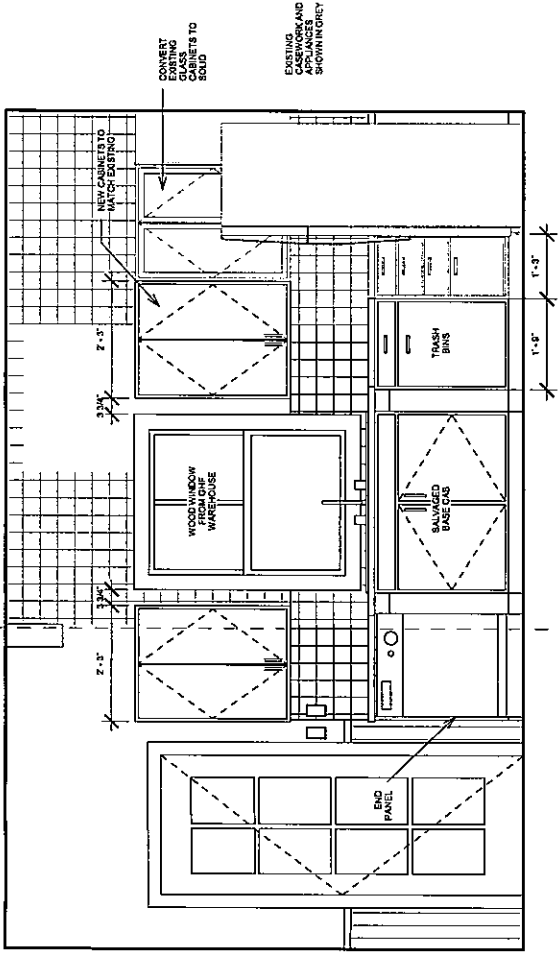 CONVERT
EXISTING
GLASS
CABINETS TO
SOLID
EXISTING
CASEWORK AND
APPLIANCES
SHOWN IN GREY
NEW CABINETS TO
MATCH EXISTING
2' - 3"
3 3/4"
3 3/4"
2' - 3"
WOOD WINDOW
FROM GHF
WAREHOUSE
TRASH
BINS
SALVAGED
BASE CAB
END
PANEL
1' - 9"
1' - 3"